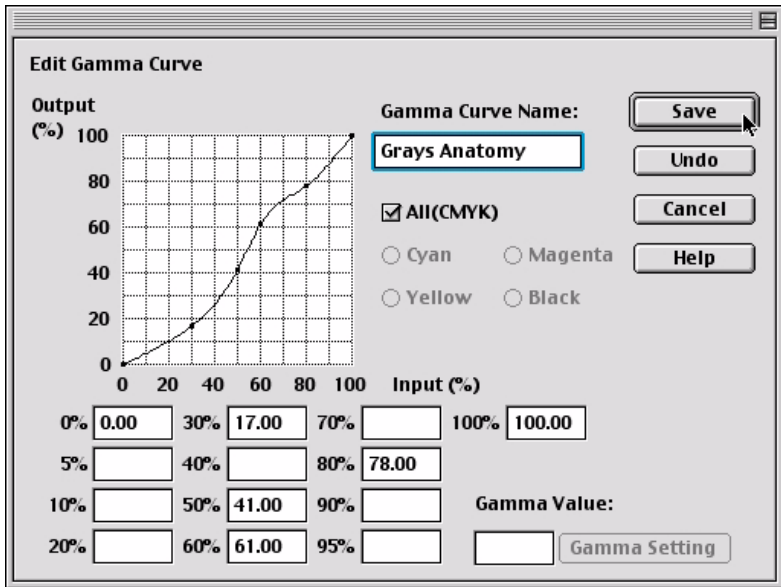 Edit Gamma Curve
Output
(%)
100
80
60
40
20
0
0 20 40 60 80 100 Input (%)
Gamma Curve Name:
Grays Anatomy
All(CMYK)
Cyan Magenta
Yellow Black
Save
Undo
Cancel
Help
0% 0.00 30% 17.00 70% 100% 100.00
5% 40% 80% 78.00
10% 50% 41.00 90%
20% 60% 61.00 95%
Gamma Value:
Gamma Setting